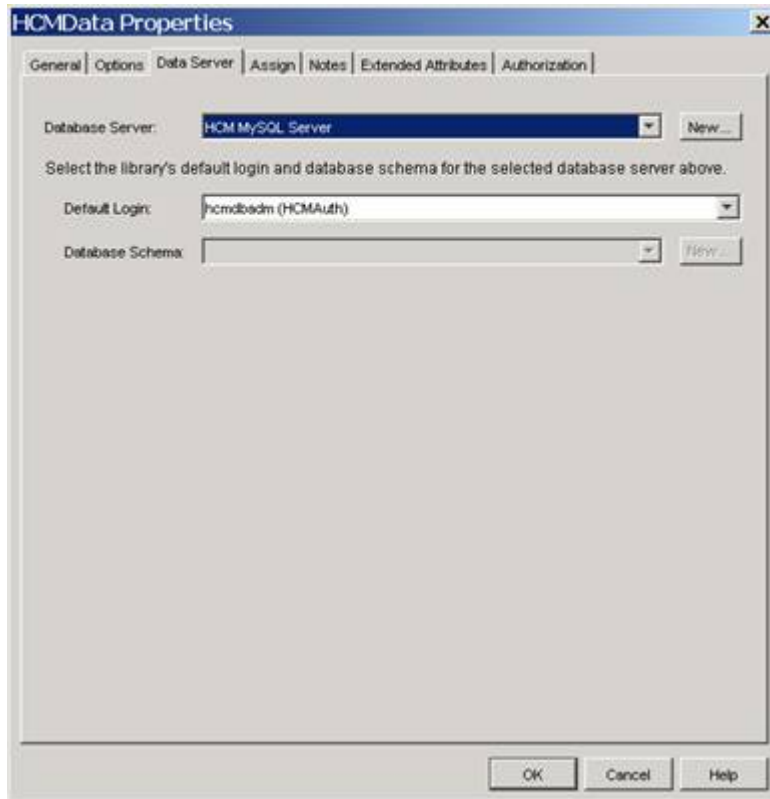 HCMData Properties
General Options Data Server Assign Notes Extended Attributes Authorization
Database Server: HCM MySQL Server New...
Select the library's default login and database schema for the selected database server above.
Default Login: hcmdbadm (HCMAuth)
Database Schema: New...
OK Cancel Help